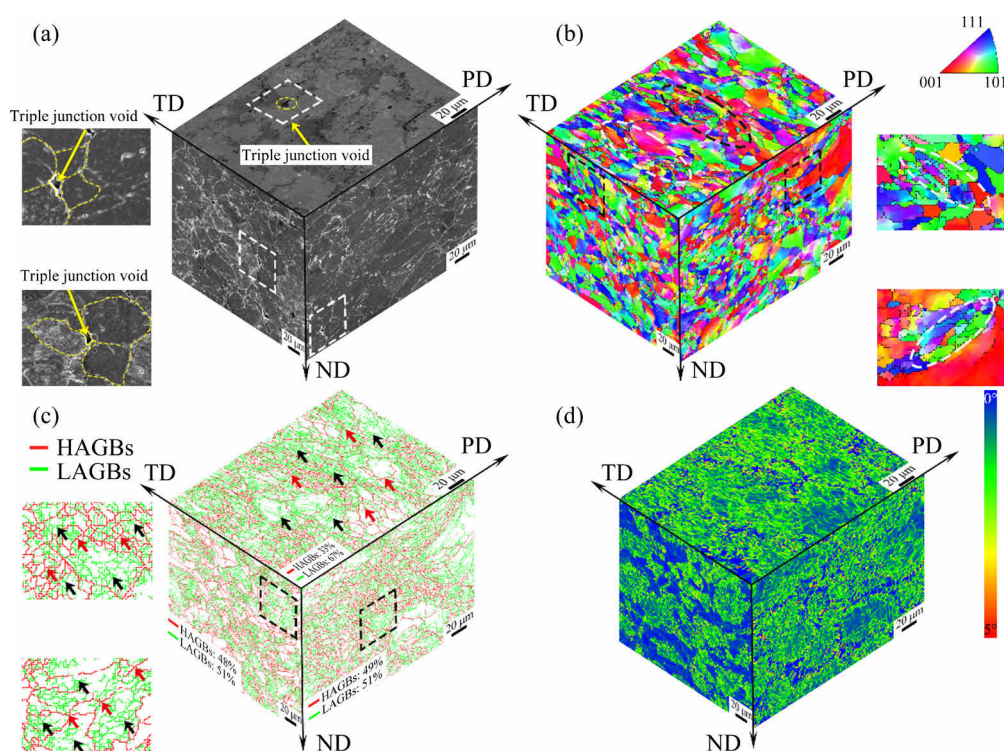 (a)
TD
PD
20 μm
Triple junction void
Triple junction void
Triple junction void
20 μm
20 μm
ND
(b)
111
001
101
TD
PD
20 μm
20 μm
20 μm
ND
(c)
HAGBs
LAGBs
TD
PD
20 μm
HAGBs: 33%
LAGBs: 67%
20 μm
HAGBs: 48%
LAGBs: 51%
HAGBs: 49%
LAGBs: 51%
20 μm
ND
(d)
0°
TD
PD
20 μm
20 μm
5°
20 μm
ND